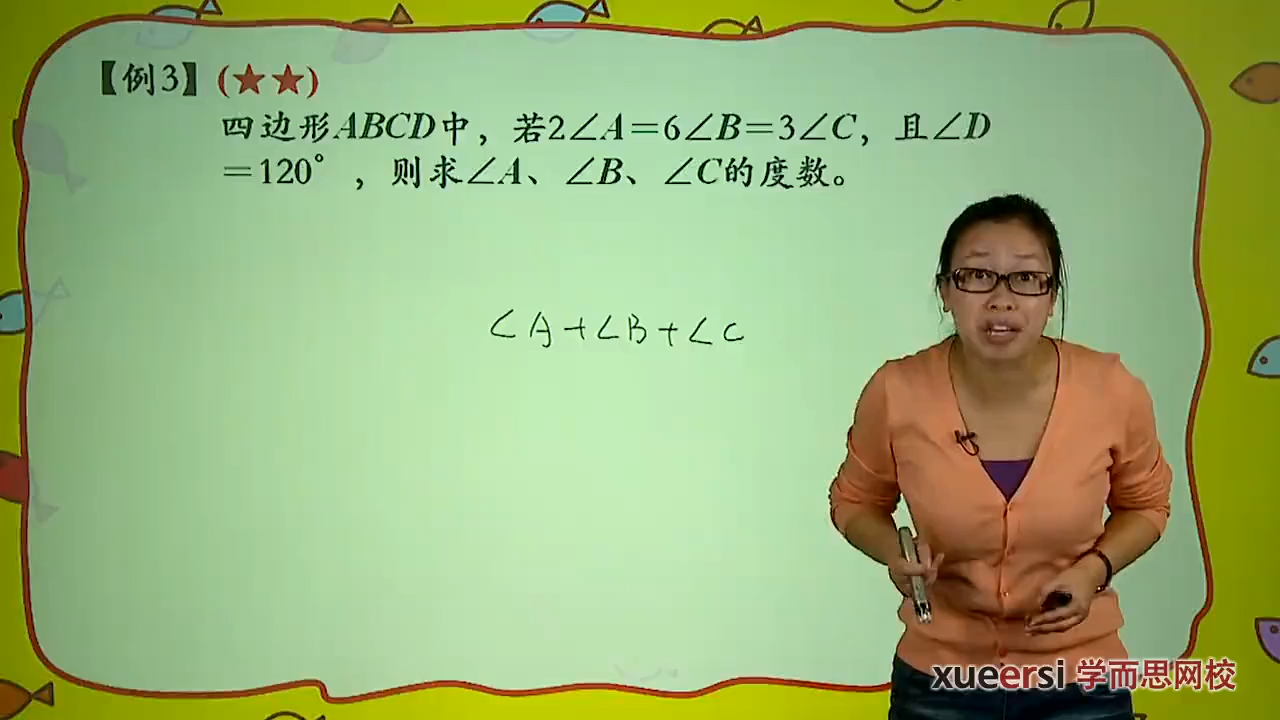 【例3】(★★)
四边形ABCD中，若2∠A=6∠B=3∠C，且∠D
=120°，则求∠A、∠B、∠C的度数。
∠A+∠B+∠C
xueersi 学而思网校